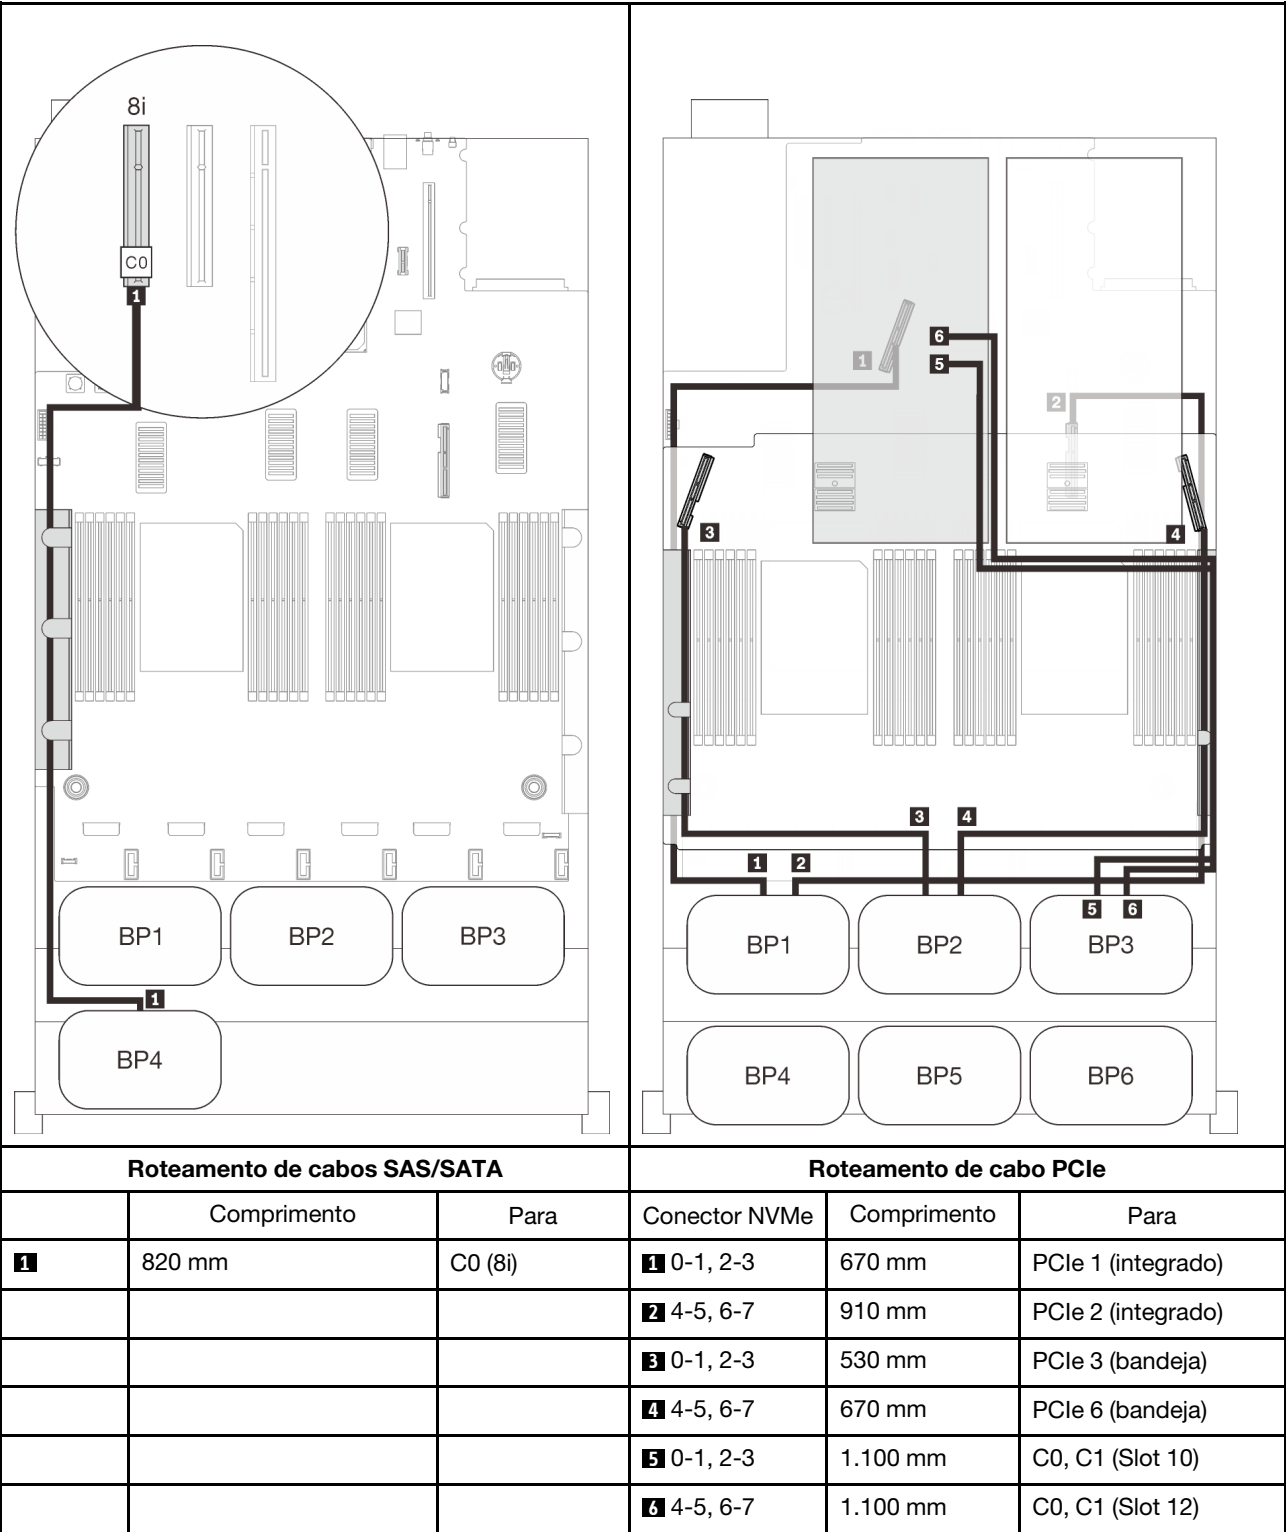 8i
C0
1
BP1 BP2 BP3
1
BP4
6
1 5
2
3 4
3 4
1 2
5 6
BP1 BP2 BP3
BP4 BP5 BP6
Roteamento de cabos SAS/SATA Roteamento de cabo PCIe
Comprimento Para Conector NVMe Comprimento Para
1 820 mm C0 (8i) 1 0-1, 2-3 670 mm PCIe 1 (integrado)
2 4-5, 6-7 910 mm PCIe 2 (integrado)
3 0-1, 2-3 530 mm PCIe 3 (bandeja)
4 4-5, 6-7 670 mm PCIe 6 (bandeja)
5 0-1, 2-3 1.100 mm C0, C1 (Slot 10)
6 4-5, 6-7 1.100 mm C0, C1 (Slot 12)